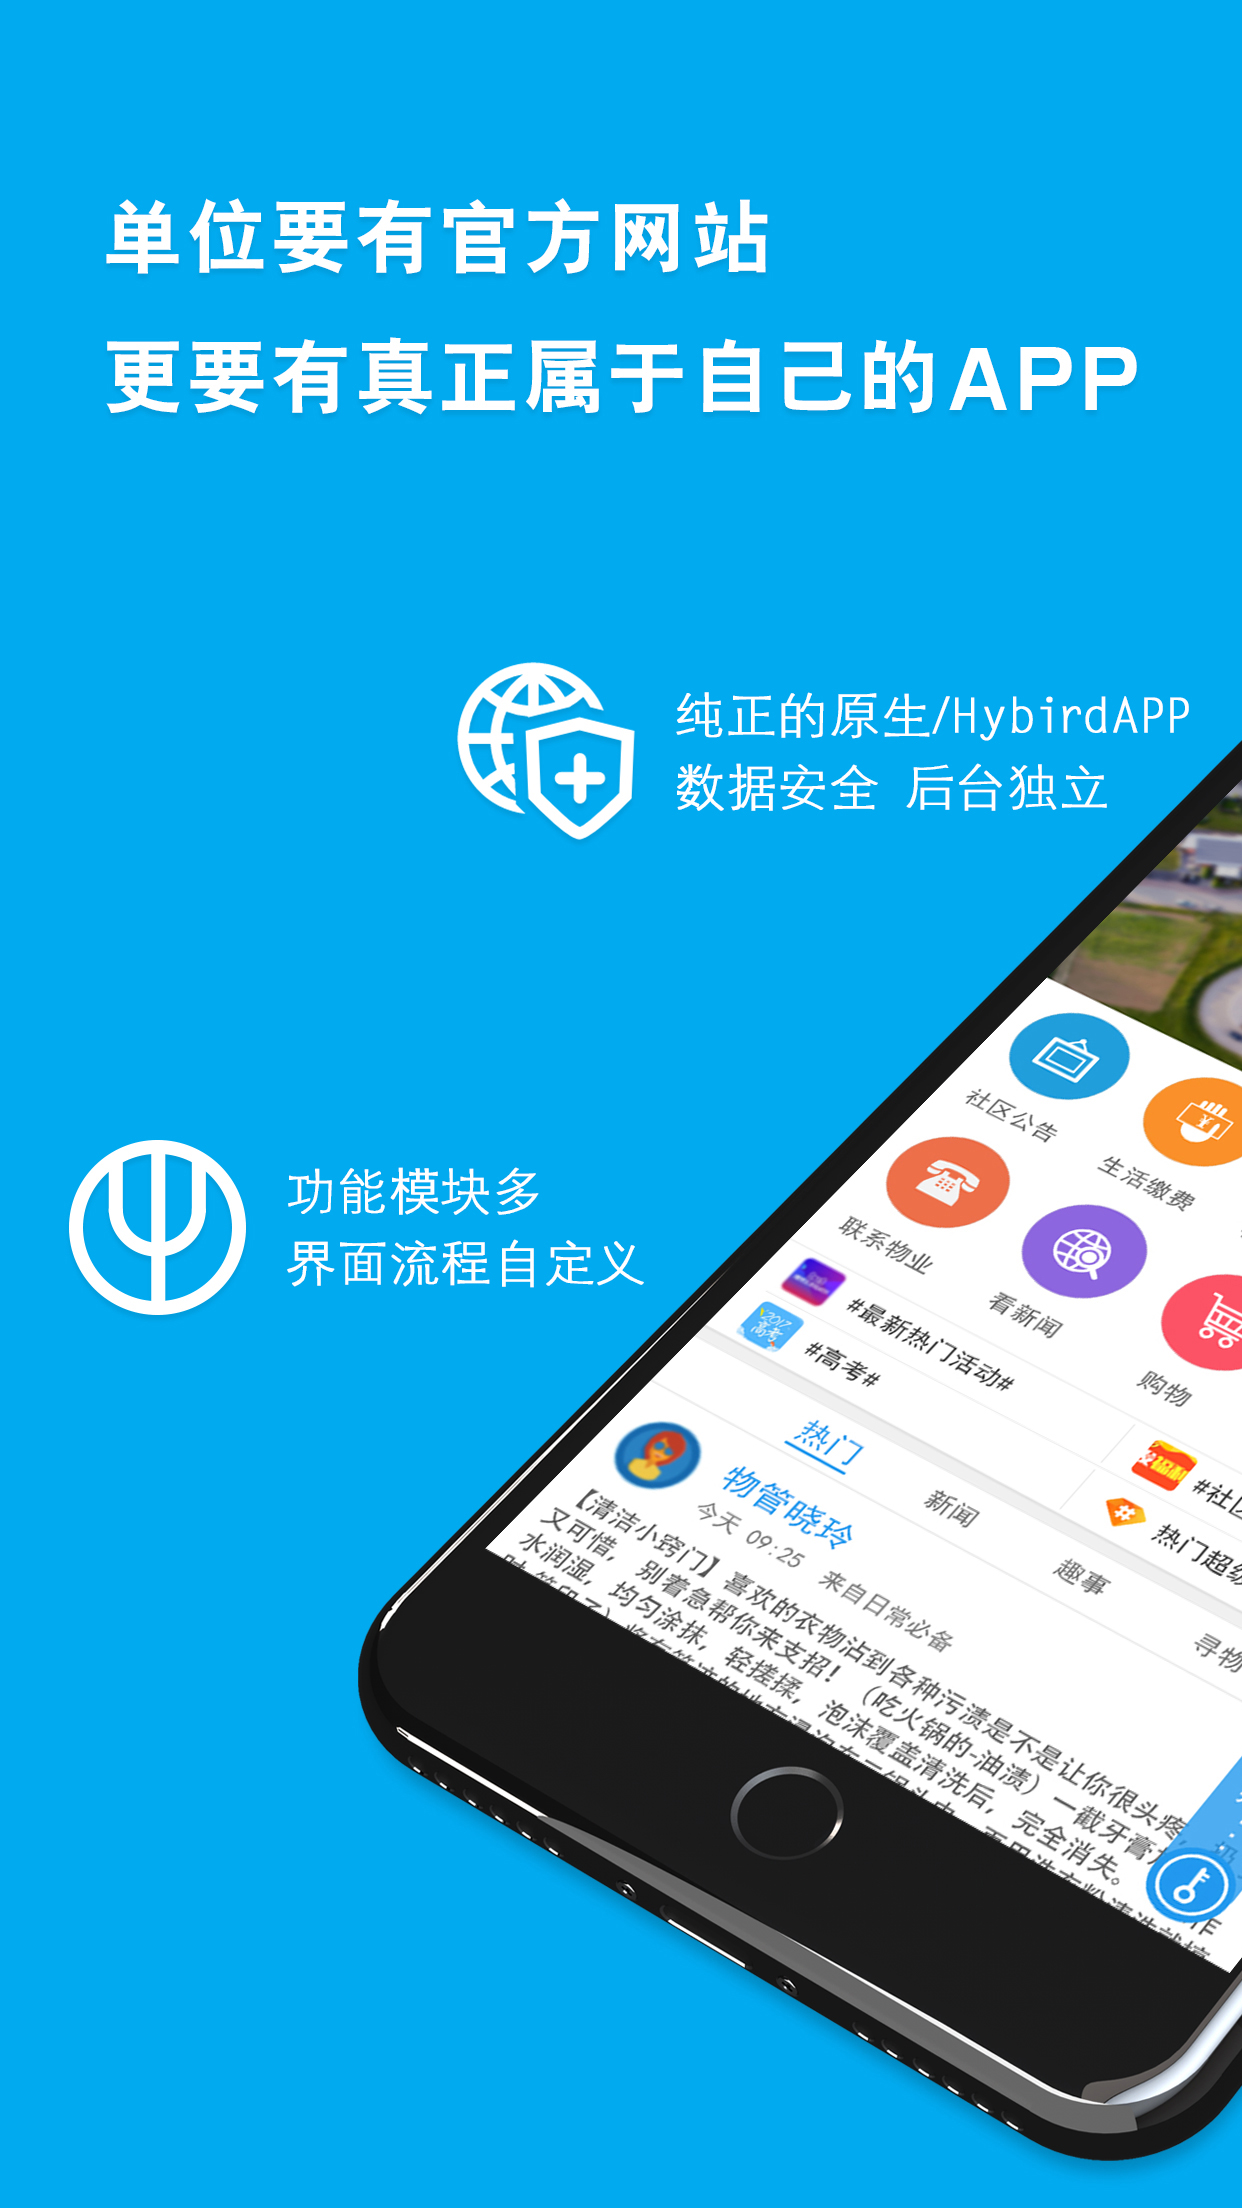 单位要有官方网站
更要有真正属于自己的APP
纯正的原生/HybirdAPP
数据安全 后台独立
功能模块多
界面流程自定义
社区公告
生活缴费
联系物业
看新闻
购物
#最新热门活动#
2017
高考
#高考#
#社区
热门超级
热门
新闻
趣事
寻物
物管晓玲
今天 09:25 来自日常必备
【清洁小窍门】喜欢的衣物沾到各种污渍是不是让你很头疼,
又可惜,别着急帮你来支招!(吃火锅的-油渍)一截牙膏
水润湿,均匀涂抹,轻搓揉,泡沫覆盖清洗后,完全消失。